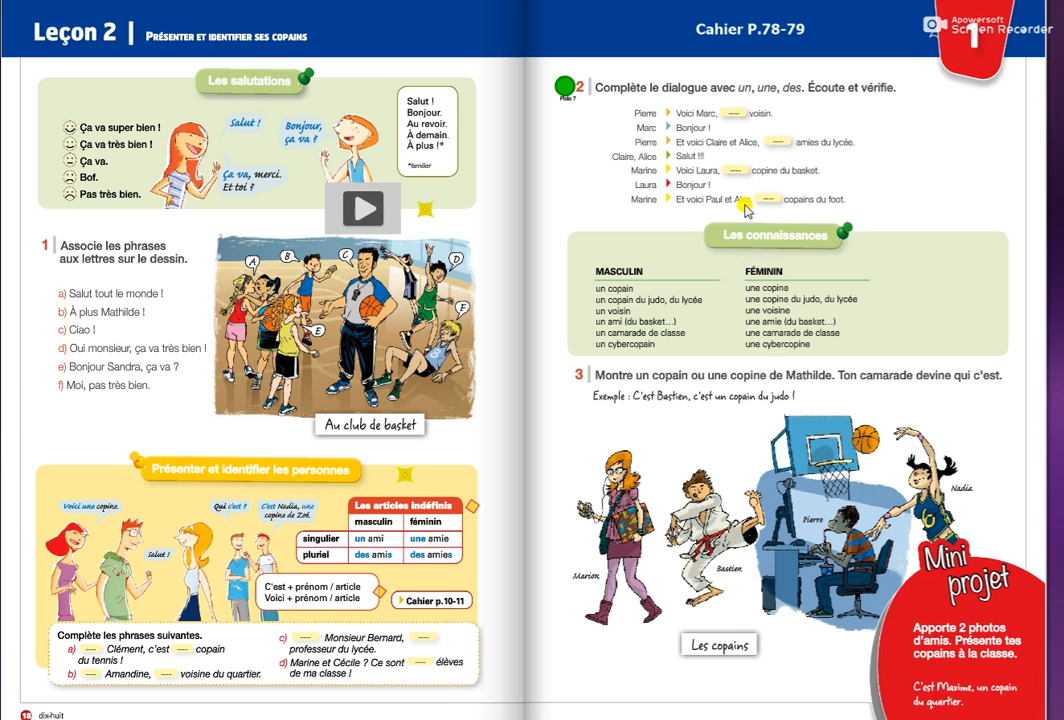 Leçon 2 | PRÉSENTER ET IDENTIFIER SES COPAINS
Cahier P.78-79
Apowersoft
Screen Recorder
1
Les salutations
Ça va super bien !
Ça va très bien !
Ça va.
Bof.
Pas très bien.
Salut !
Bonjour,
ça va ?
Ça va, merci.
Et toi ?
Salut !
Bonjour.
Au revoir.
À demain.
À plus !*
*familier
1 Associe les phrases
aux lettres sur le dessin.
a) Salut tout le monde !
b) À plus Mathilde !
c) Ciao !
d) Oui monsieur, ça va très bien !
e) Bonjour Sandra, ça va ?
f) Moi, pas très bien.
A
B
C
D
E
F
Au club de basket
Présenter et identifier les personnes
Voici une copine.
Salut !
Qui c'est ?
C'est Nadia, une
copine de Zoé.
Les articles indéfinis
masculin féminin
singulier un ami une amie
pluriel des amis des amies
C'est + prénom / article
Voici + prénom / article
Cahier p.10-11
Complète les phrases suivantes.
a) ----- Clément, c'est ----- copain
du tennis !
b) ----- Amandine, ----- voisine du quartier.
c) ----- Monsieur Bernard, -----
professeur du lycée.
d) Marine et Cécile ? Ce sont ----- élèves
de ma classe !
18 dix-huit
2 Complète le dialogue avec un, une, des. Écoute et vérifie.
Piste 7
Pierre Voici Marc, ----- voisin.
Marc Bonjour !
Pierre Et voici Claire et Alice, ----- amies du lycée.
Claire, Alice Salut !!!
Marine Voici Laura, ----- copine du basket.
Laura Bonjour !
Marine Et voici Paul et ----- copains du foot.
Les connaissances
MASCULIN FÉMININ
un copain une copine
un copain du judo, du lycée une copine du judo, du lycée
un voisin une voisine
un ami (du basket...) une amie (du basket...)
un camarade de classe une camarade de classe
un cybercopain une cybercopine
3 Montre un copain ou une copine de Mathilde. Ton camarade devine qui c'est.
Exemple : C'est Bastien, c'est un copain du judo !
Marion
Bastien
Pierre
Nadia
6
Les copains
Mini
projet
Apporte 2 photos
d'amis. Présente tes
copains à la classe.
C'est Maxime, un copain
du quartier.